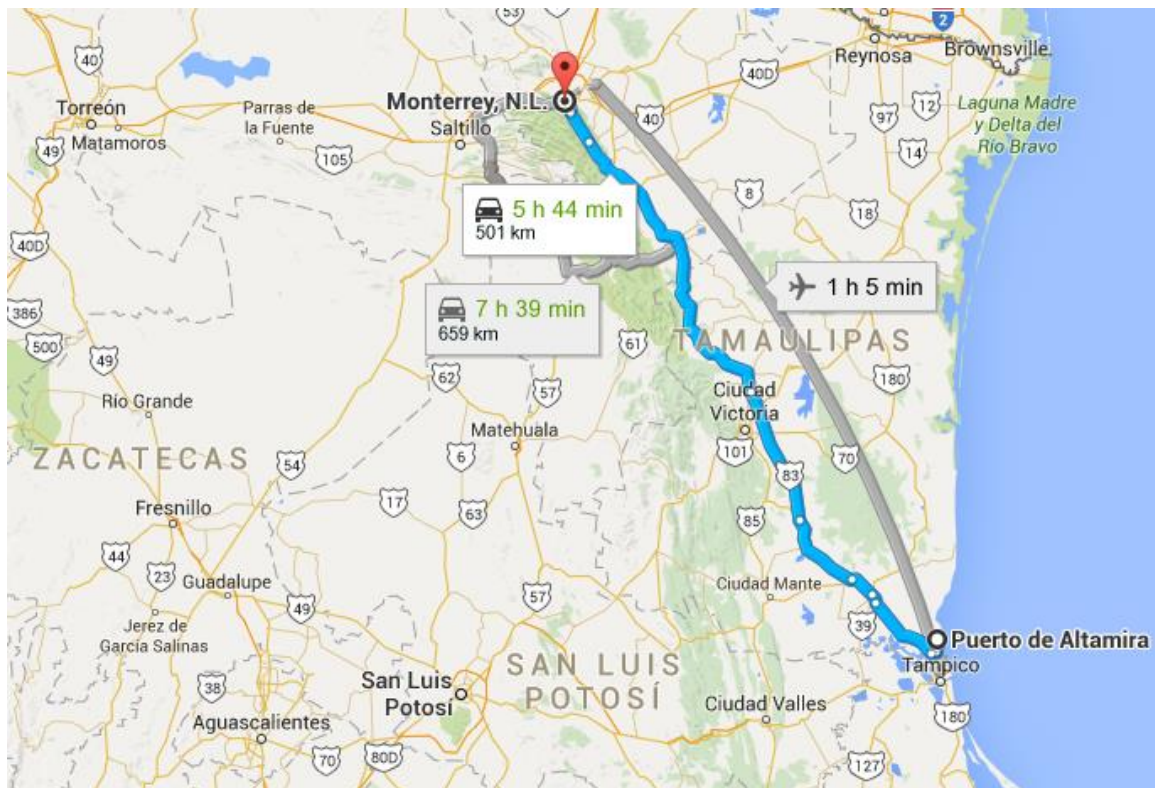 53
2
40
Reynosa
Brownsville
40D
Torreón
Parras de
la Fuente
Monterrey, N.L.
Saltillo
Matamoros
40
97
12
Laguna Madre
y Delta del
Río Bravo
49
105
14
8
5 h 44 min
501 km
18
40D
1 h 5 min
7 h 39 min
659 km
386
TAMAULIPAS
500
49
61
62
57
180
Río Grande
Ciudad
Victoria
Matehuala
101
6
ZACATECAS
54
70
83
17
63
85
Fresnillo
44
23
Guadalupe
57
Ciudad Mante
49
39
Jerez de
García Salinas
Puerto de Altamira
Tampico
SAN LUIS
POTOSÍ
38
San Luis
Potosí
Ciudad Valles
180
Aguascalientes
70
80D
127